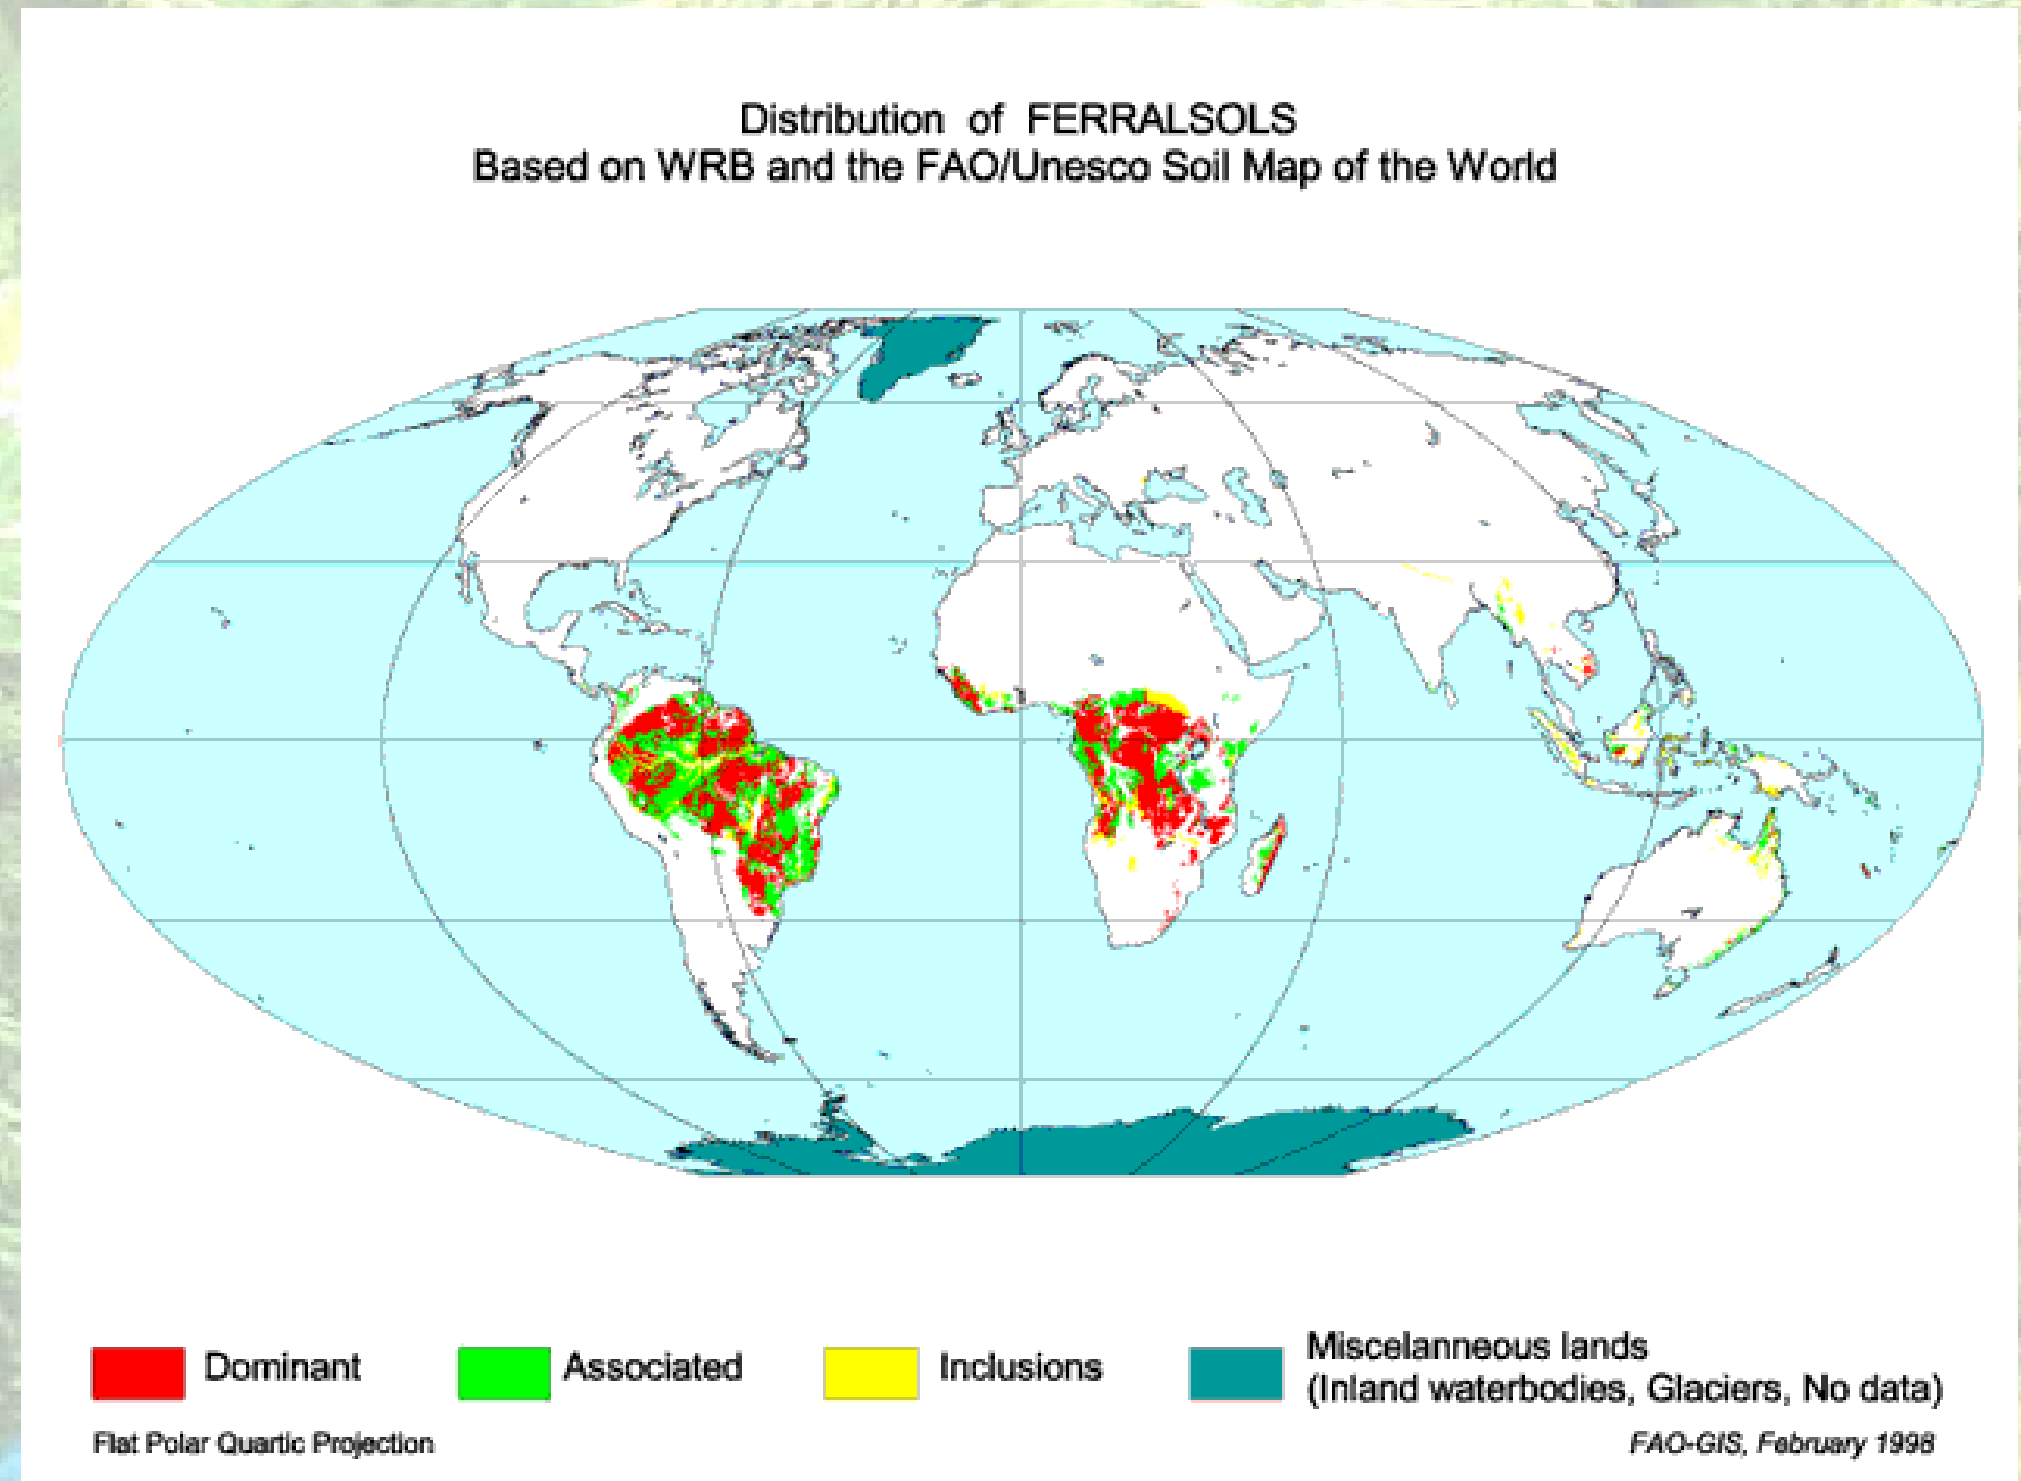 Distribution of FERRALSOLS
Based on WRB and the FAO/Unesco Soil Map of the World
Dominant
Associated
Inclusions
Miscelanneous lands
(Inland waterbodies, Glaciers, No data)
Flat Polar Quartic Projection
FAO-GIS, February 1998